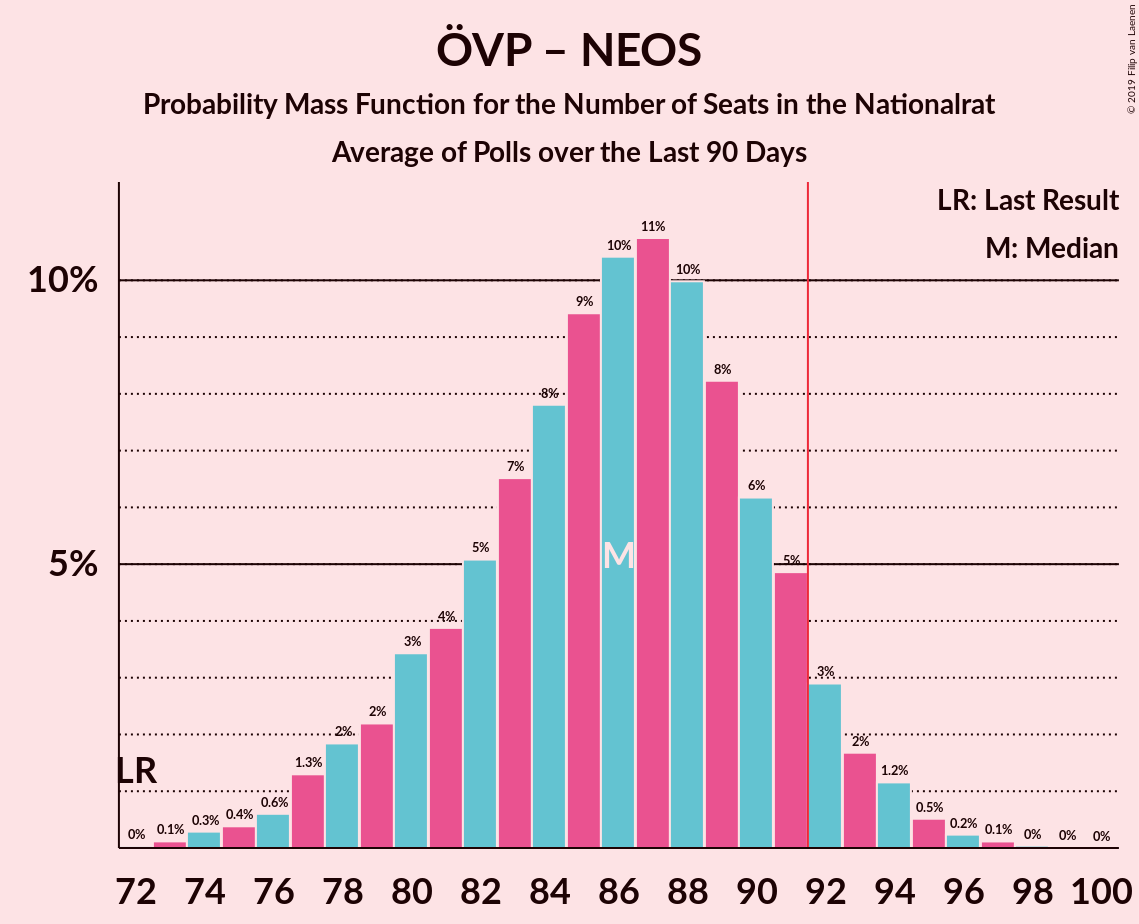 ÖVP – NEOS
Probability Mass Function for the Number of Seats in the Nationalrat
Average of Polls over the Last 90 Days
© 2019 Filip van Laenen
LR: Last Result
M: Median
10%
5%
0% 0.1% 0.3% 0.4% 0.6% 1.3% 2% 2% 3% 4% 5% 7% 8% 9% 10% 11% 10% 8% 6% 5% 3% 2% 1.2% 0.5% 0.2% 0.1% 0% 0% 0%
M
LR
72 74 76 78 80 82 84 86 88 90 92 94 96 98 100